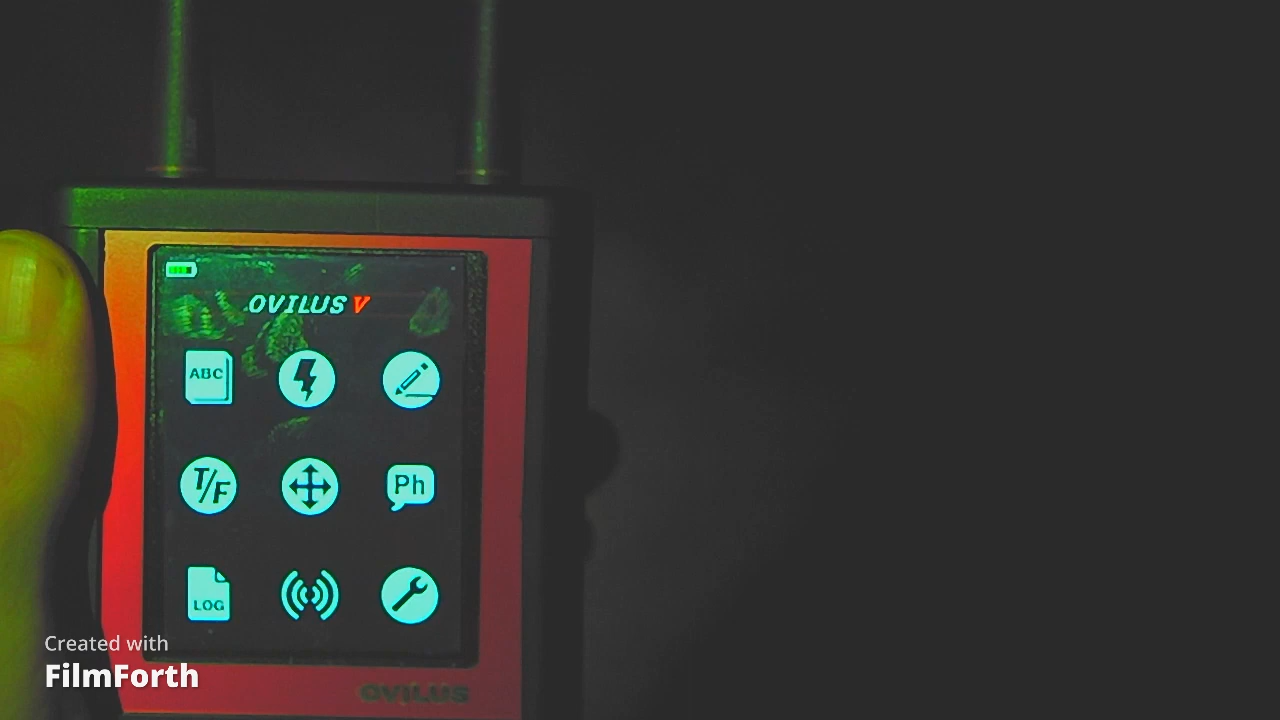 OVILUS V
ABC
T/F
Ph
LOG
OVILUS
Created with
FilmForth